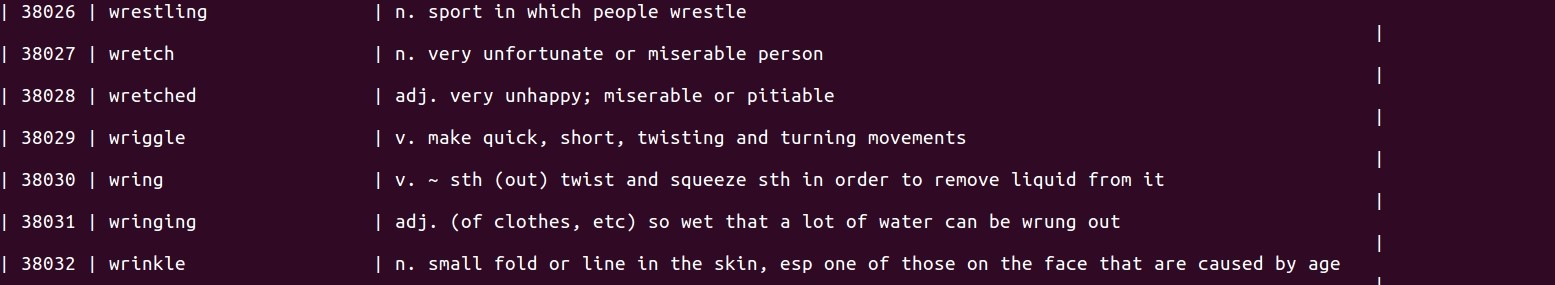 | 38026 | wrestling | n. sport in which people wrestle
|
| 38027 | wretch | n. very unfortunate or miserable person
|
| 38028 | wretched | adj. very unhappy; miserable or pitiable
|
| 38029 | wriggle | v. make quick, short, twisting and turning movements
|
| 38030 | wring | v. ~ sth (out) twist and squeeze sth in order to remove liquid from it
|
| 38031 | wringing | adj. (of clothes, etc) so wet that a lot of water can be wrung out
|
| 38032 | wrinkle | n. small fold or line in the skin, esp one of those on the face that are caused by age
|